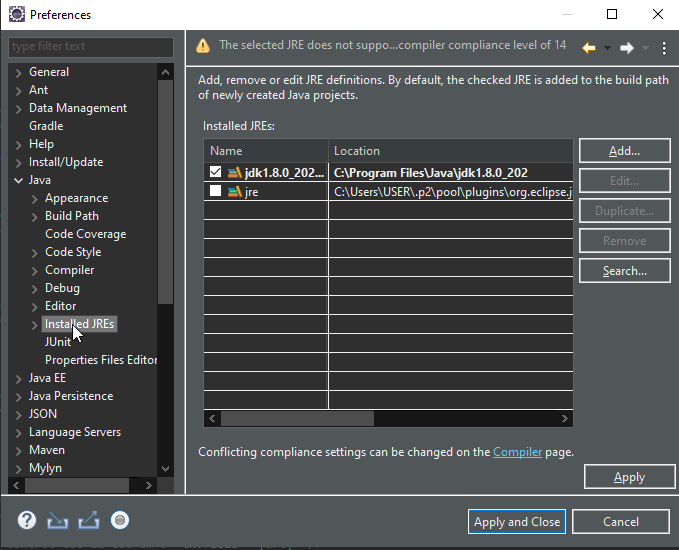 Preferences
type filter text
The selected JRE does not suppo...compiler compliance level of 14
General
Ant
Data Management
Gradle
Help
Install/Update
Java
Appearance
Build Path
Code Coverage
Code Style
Compiler
Debug
Editor
Installed JREs
JUnit
Properties Files Editor
Java EE
Java Persistence
JSON
Language Servers
Maven
Mylyn
Add, remove or edit JRE definitions. By default, the checked JRE is added to the build path
of newly created Java projects.
Installed JREs:
Name Location
jdk1.8.0_202... C:\Program Files\Java\jdk1.8.0_202
jre C:\Users\USER\.p2\pool\plugins\org.eclipse.j
Add...
Edit...
Duplicate...
Remove
Search...
Conflicting compliance settings can be changed on the Compiler page.
Apply
Apply and Close Cancel